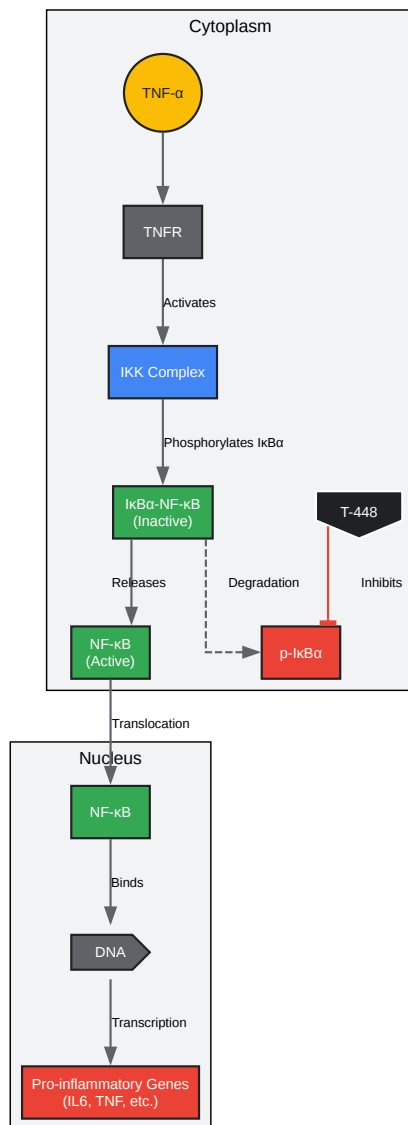 Cytoplasm
TNF-α
TNFR
Activates
IKK Complex
Phosphorylates IκBα
IκBα-NF-κB
(Inactive)
T-448
Releases
Degradation
Inhibits
NF-κB
(Active)
p-IκBα
Translocation
Nucleus
NF-κB
Binds
DNA
Transcription
Pro-inflammatory Genes
(IL6, TNF, etc.)